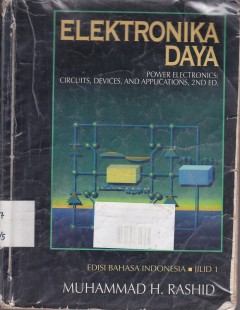 ELEKTRONIKA
DAYA
POWER ELECTRONICS:
CIRCUITS, DEVICES, AND APPLICATIONS, 2ND ED.
EDISI BAHASA INDONESIA ■ JILID 1
MUHAMMAD H. RASHID